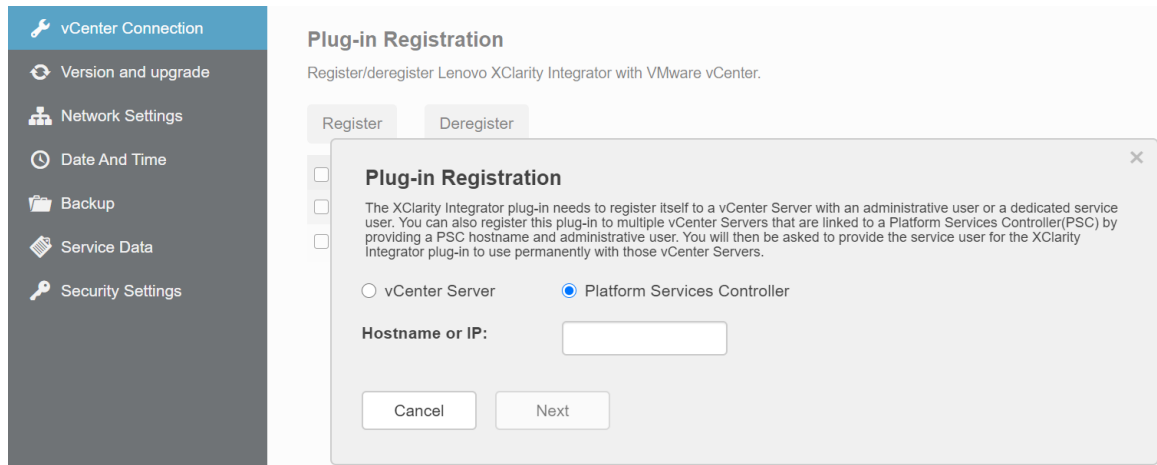 vCenter Connection
Version and upgrade
Network Settings
Date And Time
Backup
Service Data
Security Settings
Plug-in Registration
Register/deregister Lenovo XClarity Integrator with VMware vCenter.
Register Deregister
Plug-in Registration
The XClarity Integrator plug-in needs to register itself to a vCenter Server with an administrative user or a dedicated service
user. You can also register this plug-in to multiple vCenter Servers that are linked to a Platform Services Controller(PSC) by
providing a PSC hostname and administrative user. You will then be asked to provide the service user for the XClarity
Integrator plug-in to use permanently with those vCenter Servers.
vCenter Server Platform Services Controller
Hostname or IP:
Cancel Next